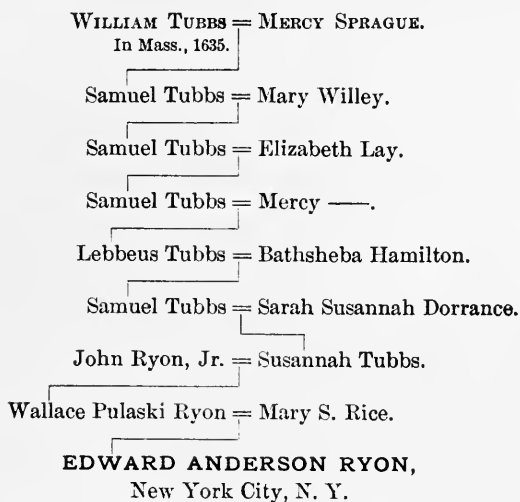 WILLIAM TUBBS = MERCY SPRAGUE.
In Mass., 1635.
Samuel Tubbs = Mary Willey.
Samuel Tubbs = Elizabeth Lay.
Samuel Tubbs = Mercy —.
Lebbeus Tubbs = Bathsheba Hamilton.
Samuel Tubbs = Sarah Susannah Dorrance.
John Ryon, Jr. = Susannah Tubbs.
Wallace Pulaski Ryon = Mary S. Rice.
EDWARD ANDERSON RYON,
New York City, N. Y.